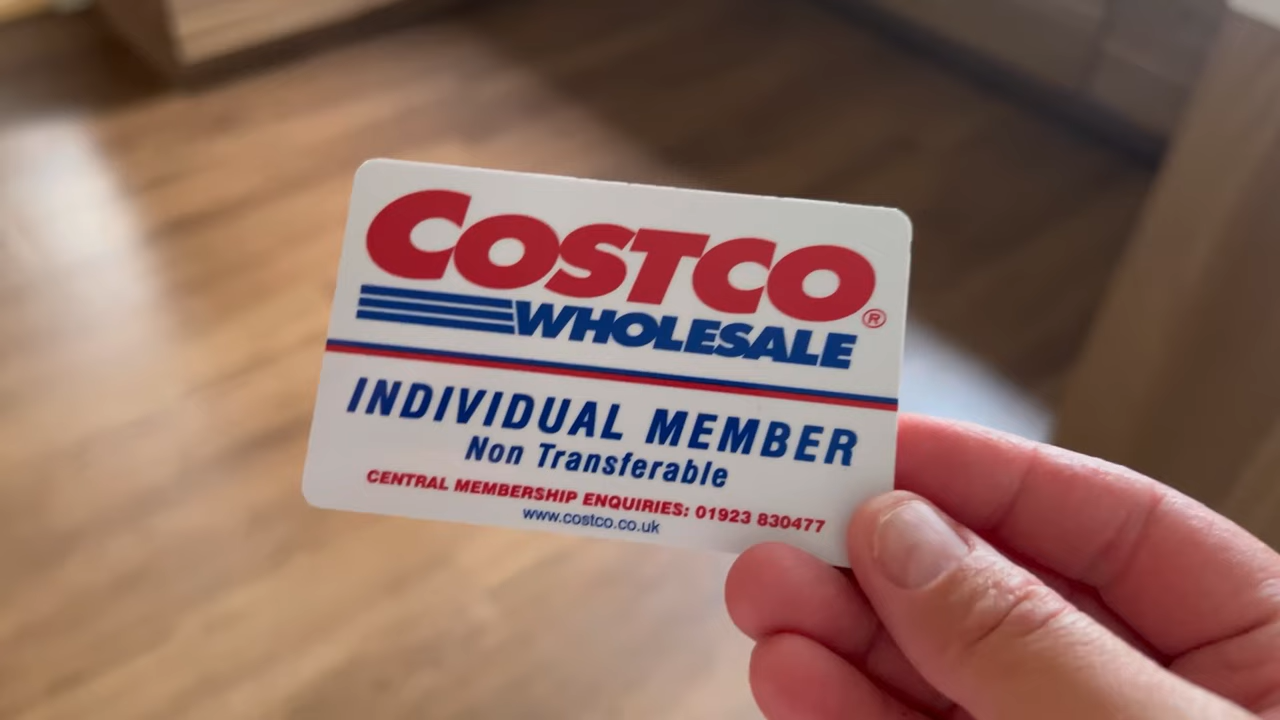 COSTCO
WHOLESALE
®
INDIVIDUAL MEMBER
Non Transferable
CENTRAL MEMBERSHIP ENQUIRIES: 01923 830477
www.costco.co.uk